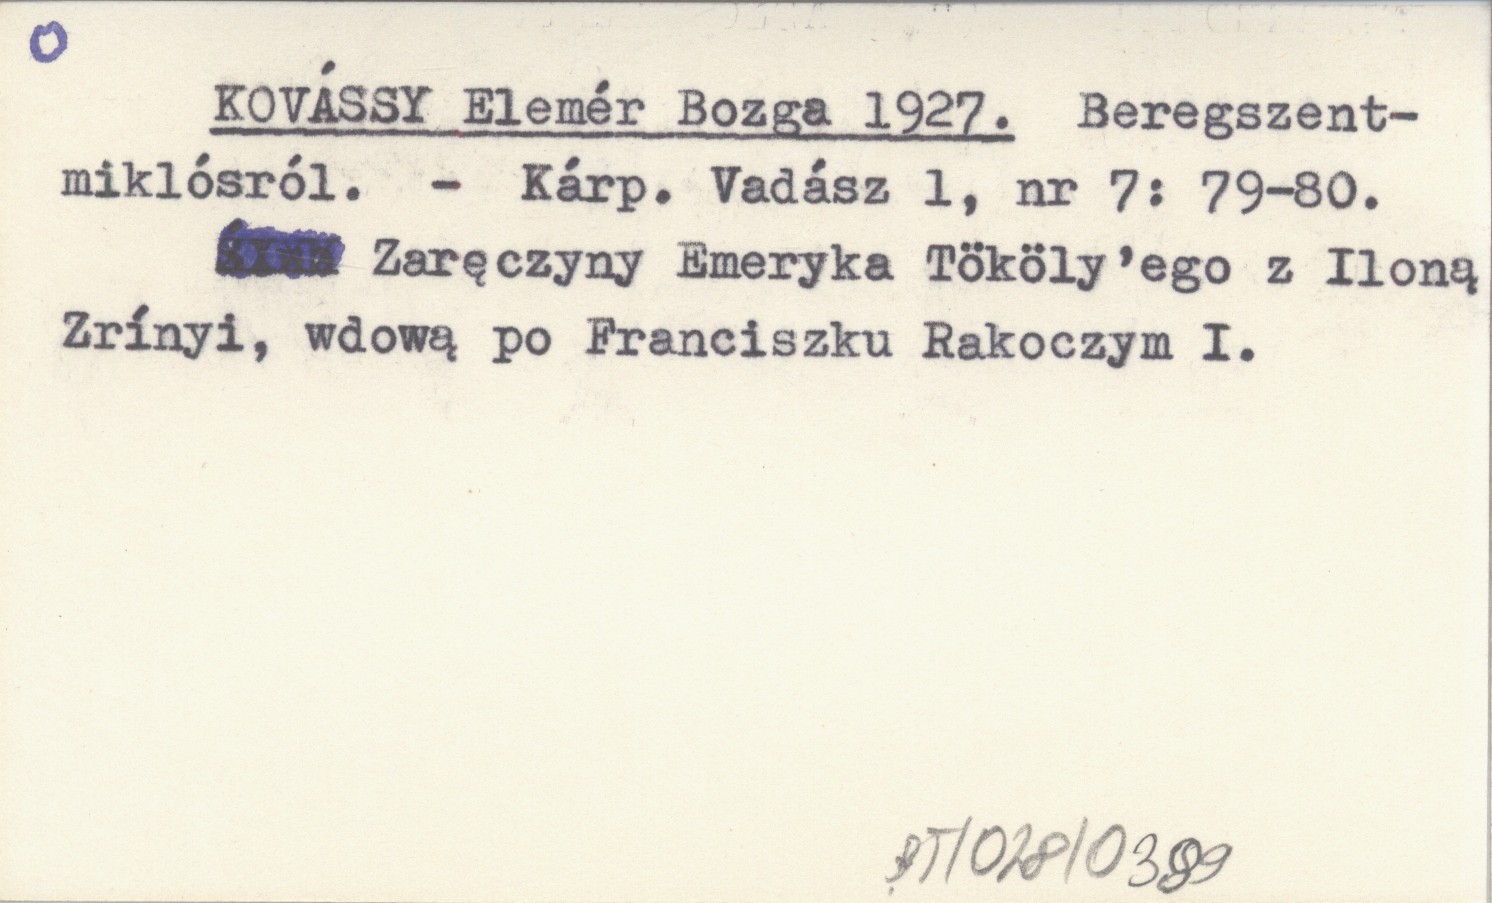 KOVÁSSY Elemér Bozga 1927. Beregszent-
miklósról. - Kárp. Vadász 1, nr 7: 79-80.
Zaręczyny Emeryka Tököly'ego z Iloną
Zrínyi, wdową po Franciszku Rakoczym I.